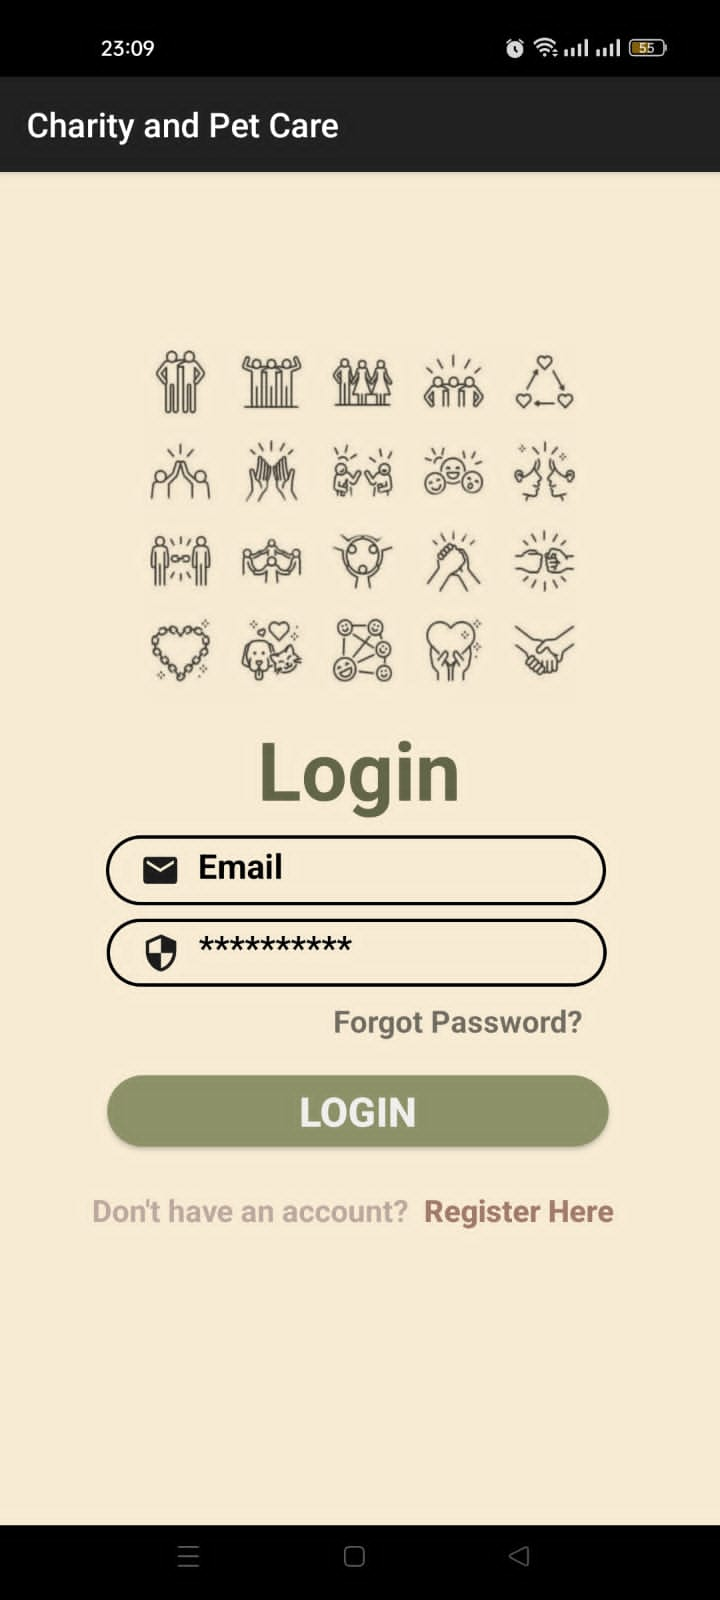 23:09
55
Charity and Pet Care
Login
Email
**********
Forgot Password?
LOGIN
Don't have an account? Register Here